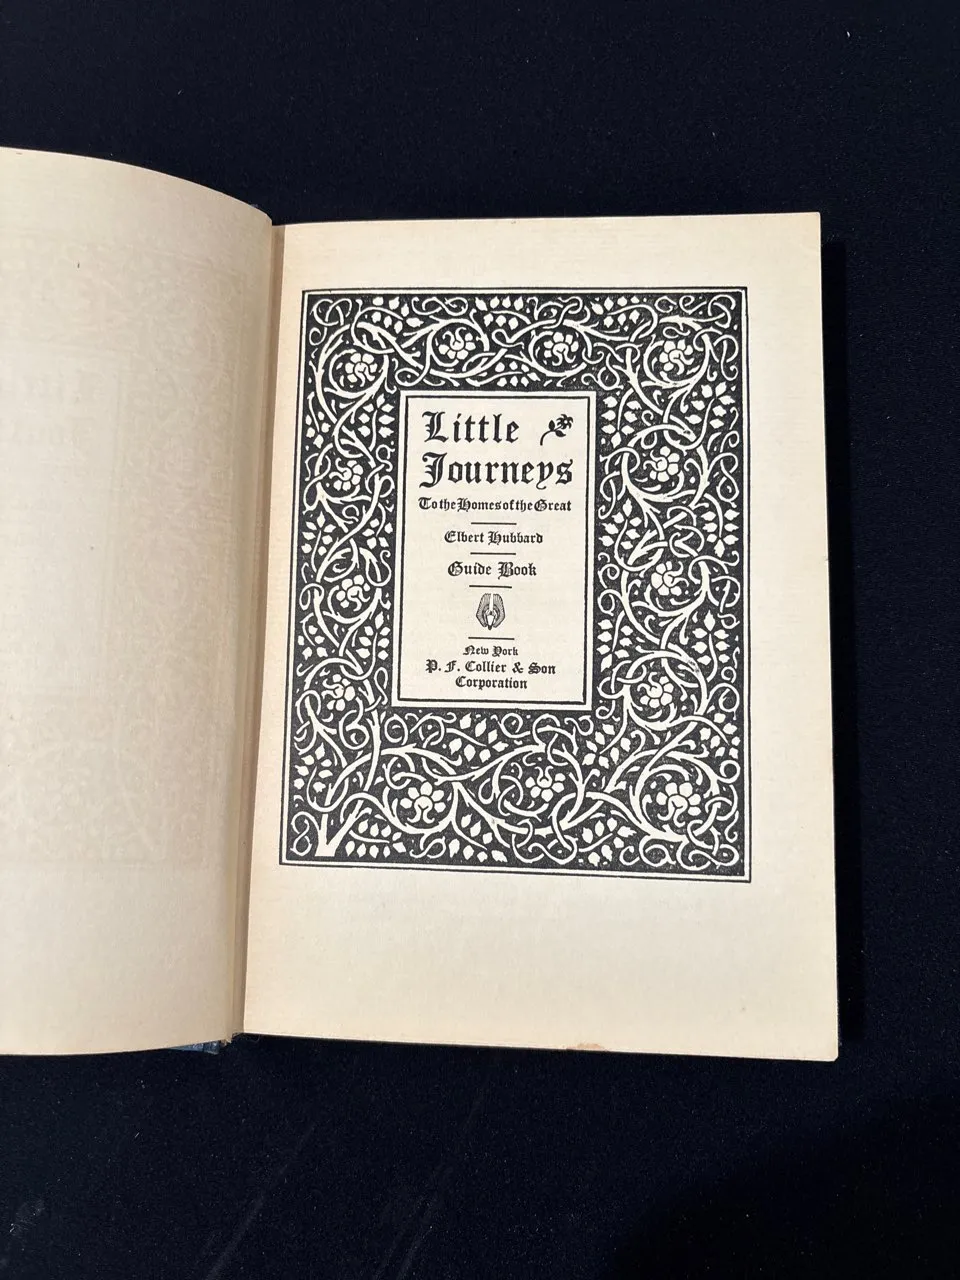 Little
Journeys
To the Homes of the Great
Elbert Hubbard
Guide Book
New York
P. F. Collier & Son
Corporation